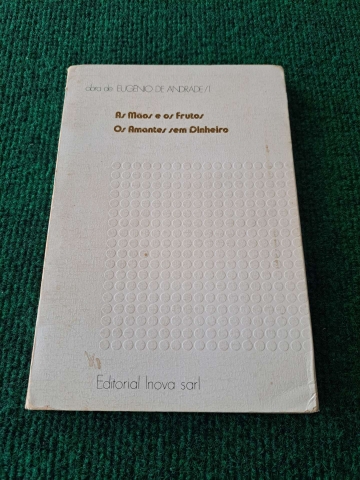 obra de EUGÉNIO DE ANDRADE/1
As Mãos e os Frutos
Os Amantes sem Dinheiro
Editorial Inova sarl